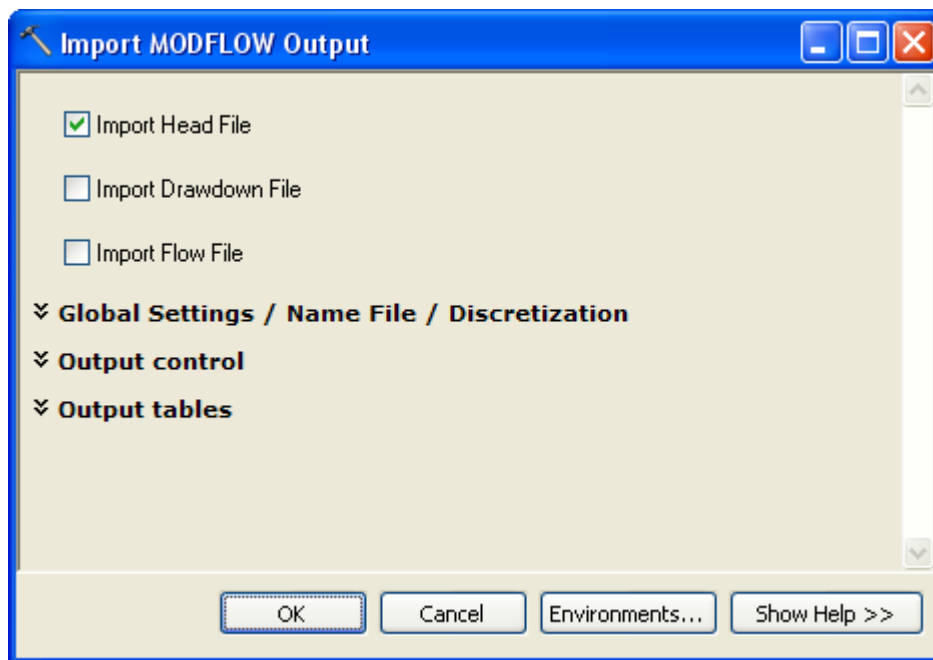 Import MODFLOW Output
Import Head File
Import Drawdown File
Import Flow File
Global Settings / Name File / Discretization
Output control
Output tables
OK Cancel Environments... Show Help >>